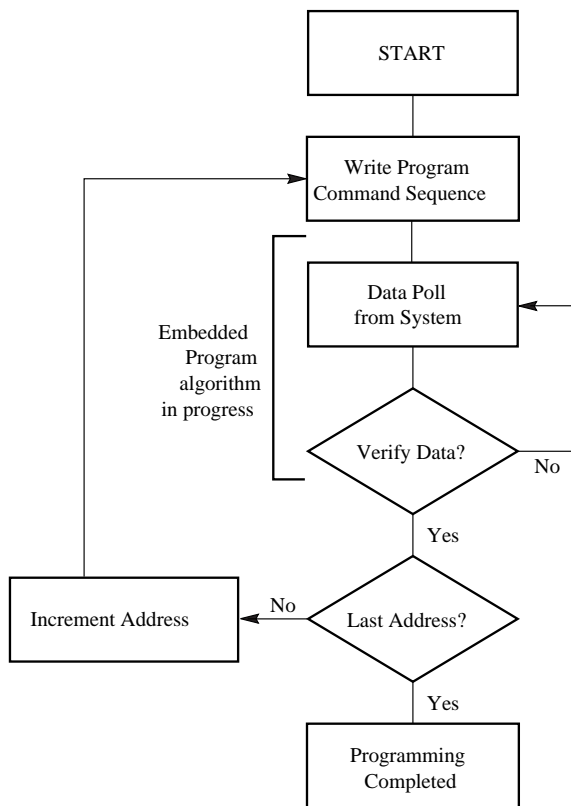 START
Write Program
Command Sequence
Data Poll
from System
Embedded
Program
algorithm
in progress
Verify Data?
No
Yes
Increment Address
No
Last Address?
Yes
Programming
Completed